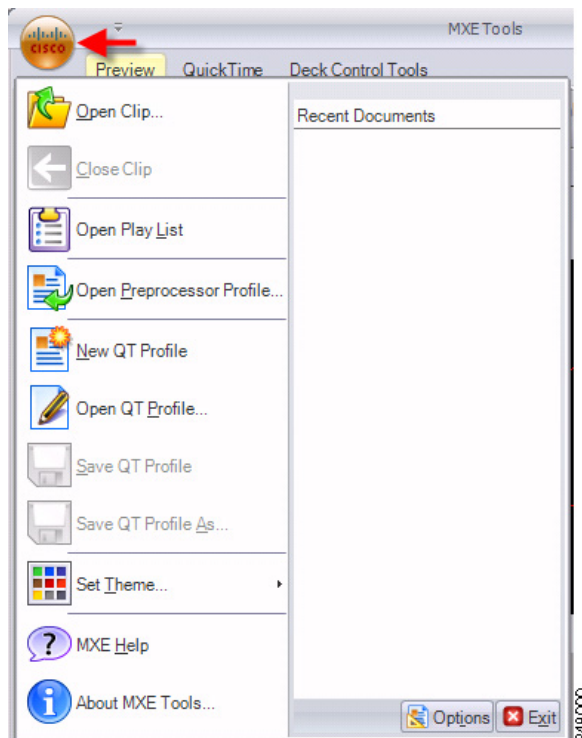 MXE Tools
CISCO
Preview QuickTime Deck Control Tools
Open Clip...
Close Clip
Open Play List
Open Preprocessor Profile...
New QT Profile
Open QT Profile...
Save QT Profile
Save QT Profile As...
Set Theme...
MXE Help
About MXE Tools...
Recent Documents
Options Exit